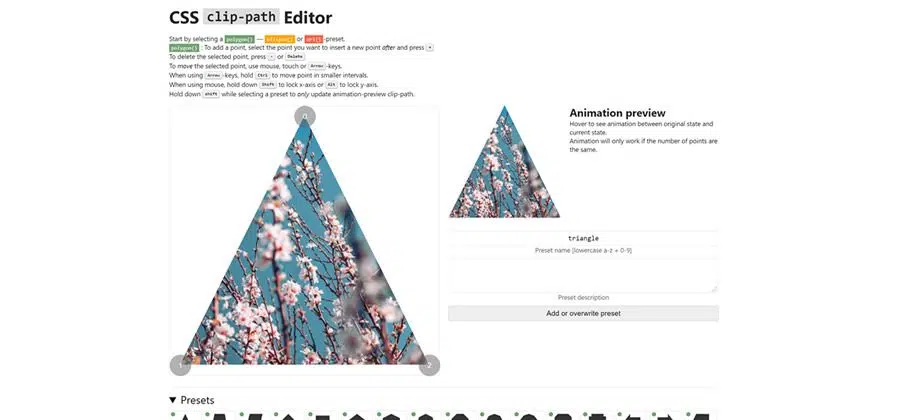 CSS clip-path Editor
Start by selecting a polygon() — ellipse() or url()-preset.
polygon() : To add a point, select the point you want to insert a new point after and press +
To delete the selected point, press - or Delete
To move the selected point, use mouse, touch or Arrow-keys.
When using Arrow-keys, hold Ctrl to move point in smaller intervals.
When using mouse, hold down Shift to lock x-axis or Alt to lock y-axis.
Hold down Shift while selecting a preset to only update animation-preview clip-path.
0
Animation preview
Hover to see animation between original state and
current state.
Animation will only work if the number of points are
the same.
triangle
Preset name [lowercase a-z + 0-9]
Preset description
Add or overwrite preset
1
2
▼ Presets